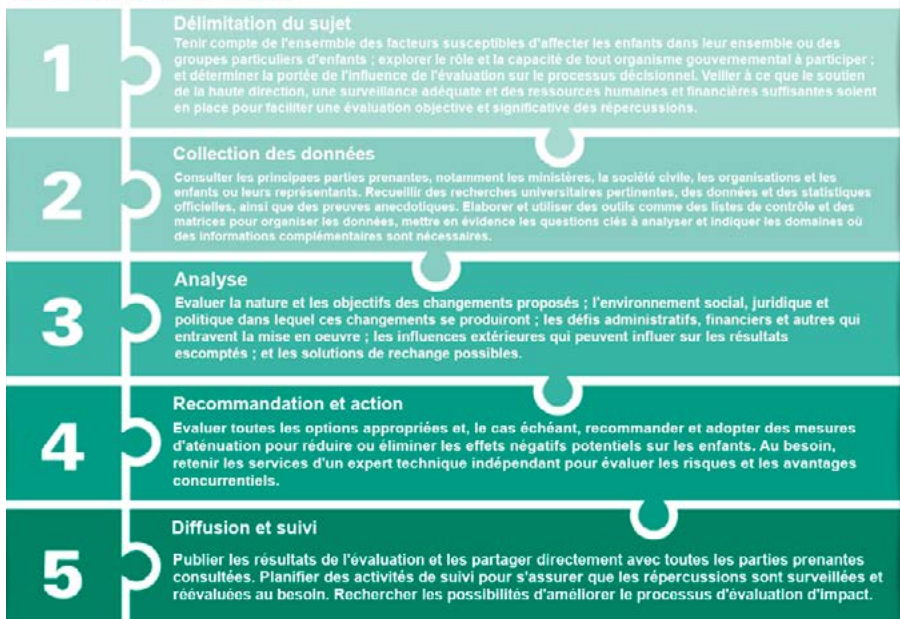 1
Délimitation du sujet
Tenir compte de l'ensermble des facteurs susceptibles d'affecter les enfants dans leur ensemble ou des
groupes particuliers d'enfants ; explorer le rôle et la capacité de tout organisme gouvernemental à participer ;
et déterminer la portée de l'influence de l'évaluation sur le processus décisionnel. Veiller à ce que le soutien
de la haute direction, une surveillance adéquate et des ressources humaines et financières suffisantes soient
en place pour faciliter une évaluation objective et significative des répercussions.
2
Collection des données
Consulter les principaes parties prenantes, notamment les ministères, la société civile, les organisations et les
enfants ou leurs représentants. Recueillir des recherches universitaires pertinentes, des données et des statistiques
officielles, ainsi que des preuves anecdotiques. Elaborer et utiliser des outils comme des listes de contrôle et des
matrices pour organiser les données, mettre en évidence les questions clés à analyser et indiquer les domaines où
des informations complémentaires sont nécessaires.
3
Analyse
Evaluer la nature et les objectifs des changements proposés ; l'environnement social, juridique et
politique dans lequel ces changements se produiront ; les défis administratifs, financiers et autres qui
entravent la mise en oeuvre ; les influences extérieures qui peuvent influer sur les résultats
escomptés ; et les solutions de rechange possibles.
4
Recommandation et action
Evaluer toutes les options appropriées et, le cas échéant, recommander et adopter des mesures
d'aténuation pour réduire ou éliminer les effets négatifs potentiels sur les enfants. Au besoin,
retenir les services d'un expert technique indépendant pour évaluer les risques et les avantages
concurrentiels.
5
Diffusion et suivi
Publier les résultats de l'évaluation et les partager directement avec toutes les parties prenantes
consultées. Planifier des activités de suivi pour s'assurer que les répercussions sont surveillées et
réévaluées au besoin. Rechercher les possibilités d'améliorer le processus d'évaluation d'impact.